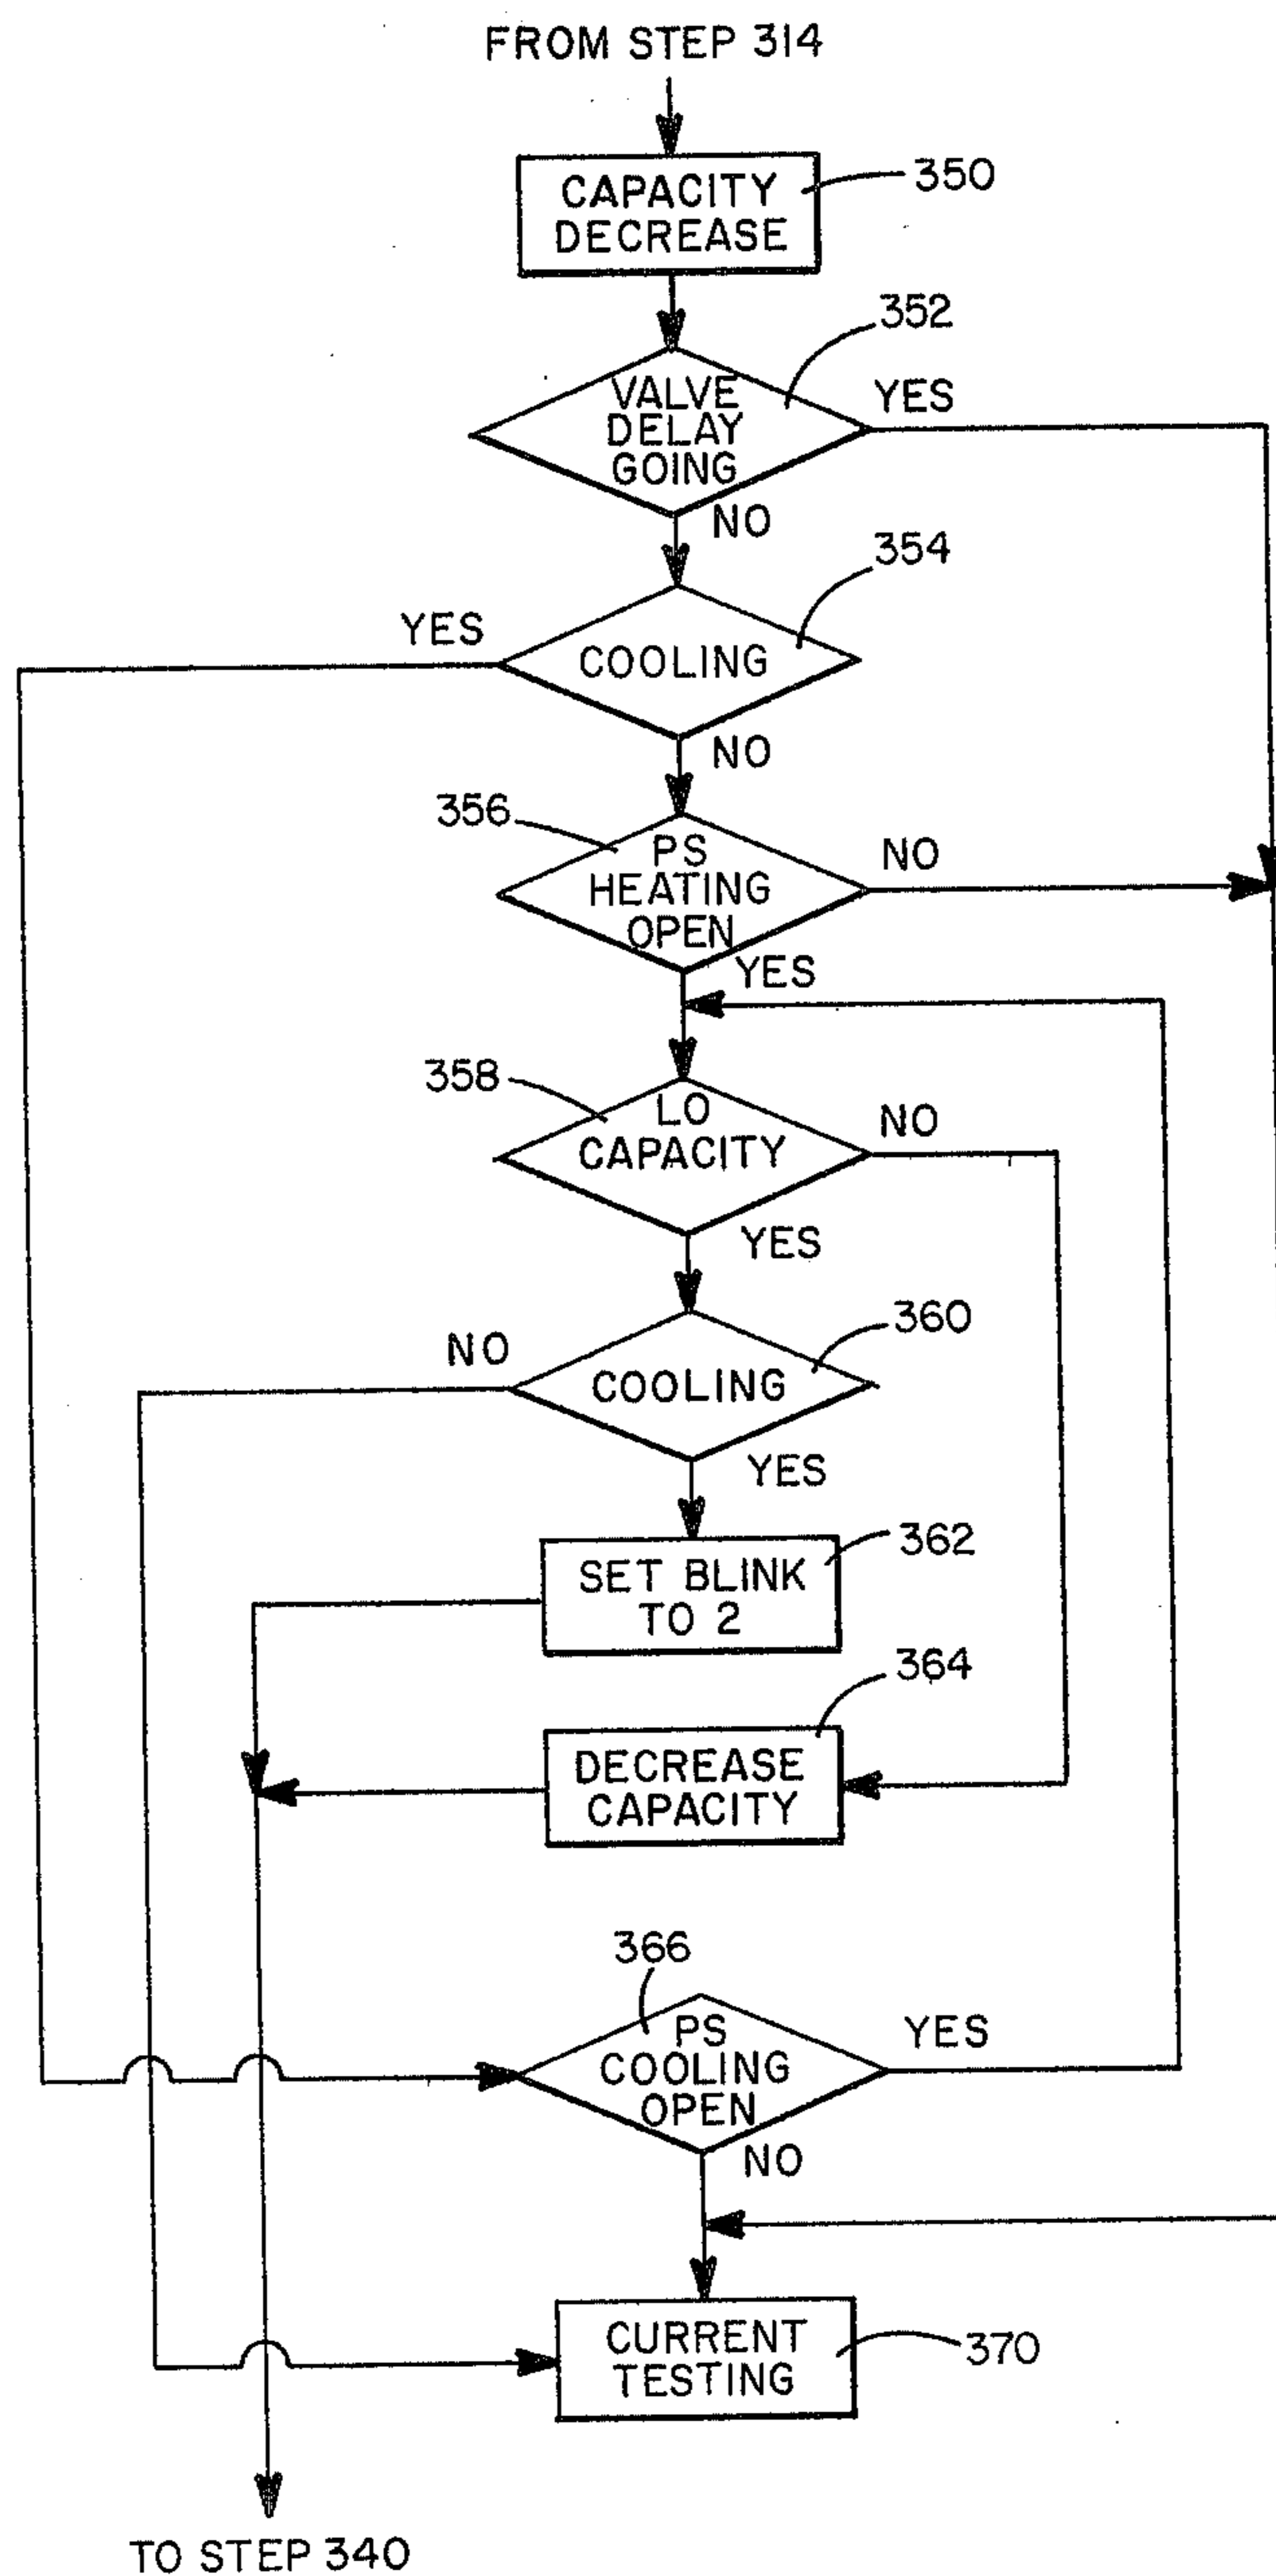 FROM STEP 314
CAPACITY
DECREASE
350
352
VALVE
DELAY
GOING
YES
NO
354
YES
COOLING
NO
356
PS
HEATING
OPEN
NO
YES
358
LO
CAPACITY
NO
YES
360
NO
COOLING
YES
362
SET BLINK
TO 2
364
DECREASE
CAPACITY
366
PS
COOLING
OPEN
YES
NO
CURRENT
TESTING
370
TO STEP 340